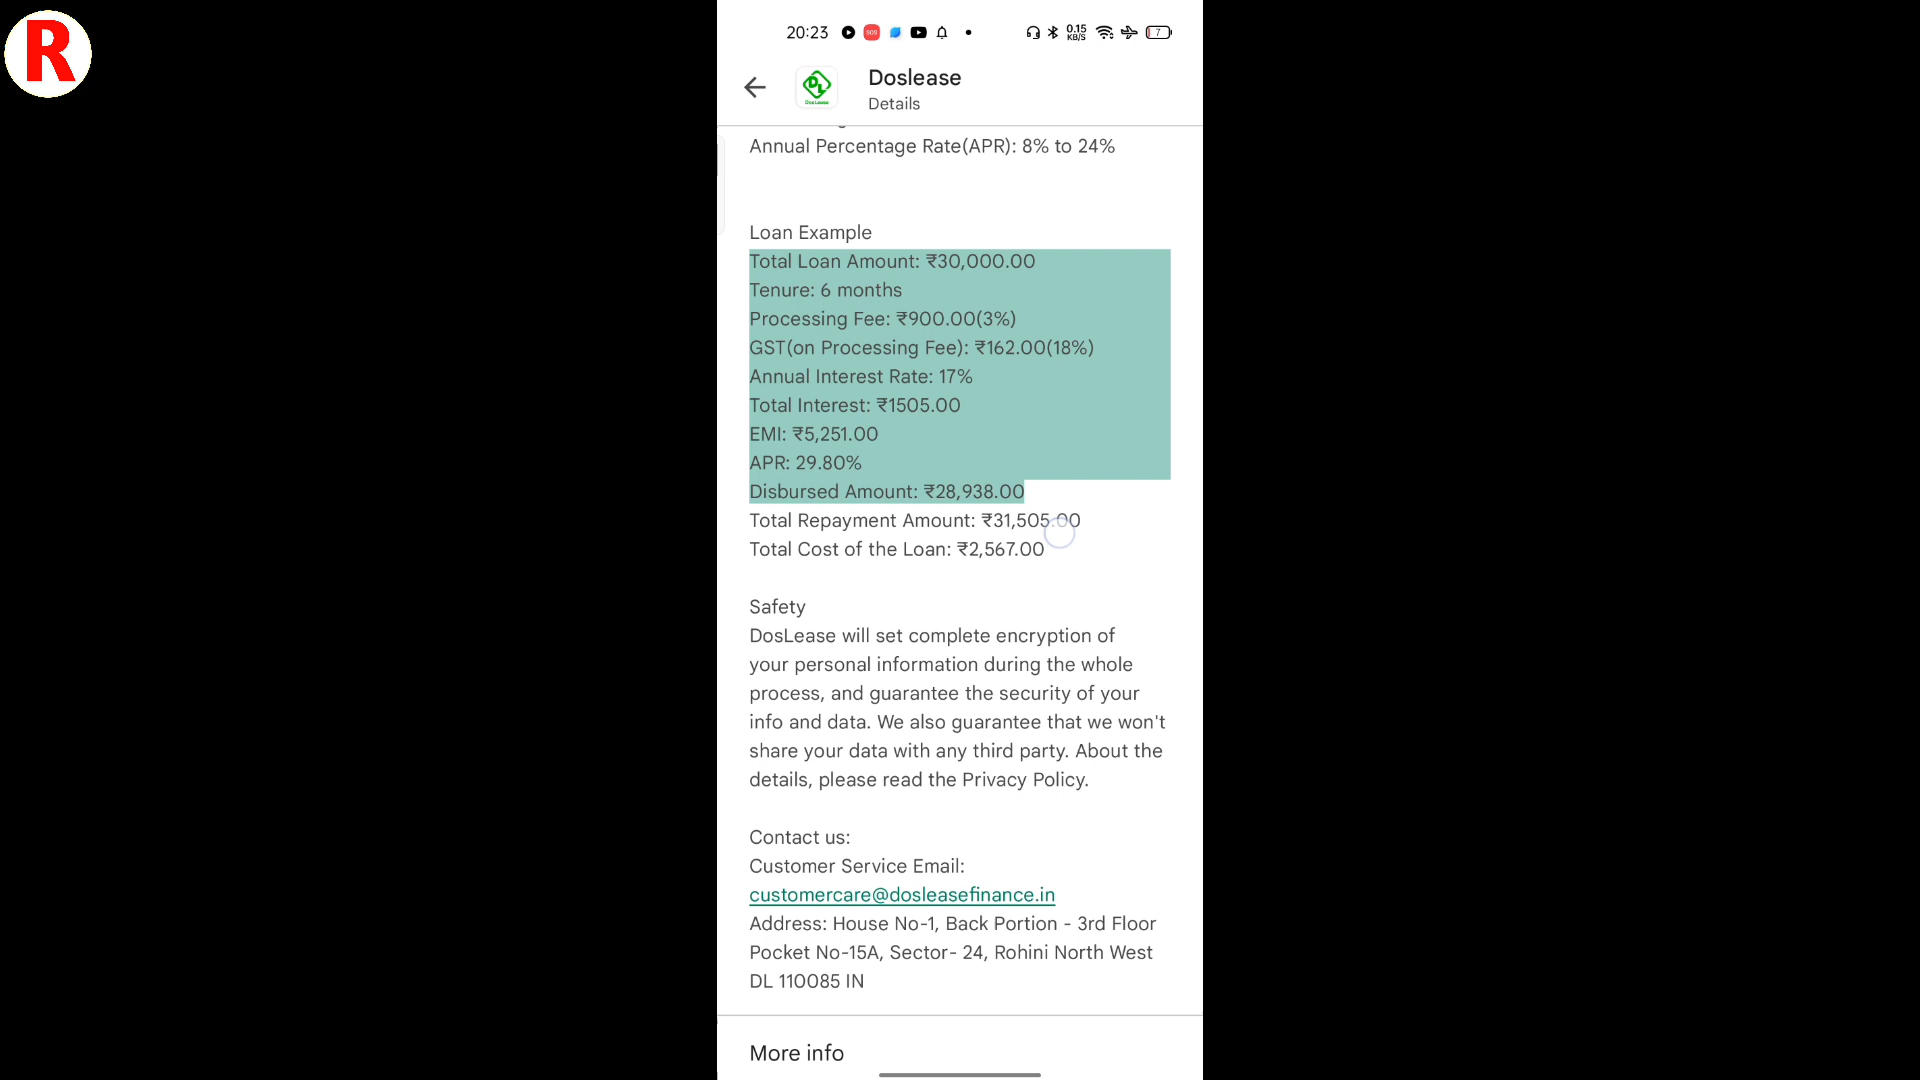 R
20:23
SOS
0.15
KB/S
7
DL
DosLease
Doslease
Details
Annual Percentage Rate(APR): 8% to 24%
Loan Example
Total Loan Amount: ₹30,000.00
Tenure: 6 months
Processing Fee: ₹900.00(3%)
GST(on Processing Fee): ₹162.00(18%)
Annual Interest Rate: 17%
Total Interest: ₹1505.00
EMI: ₹5,251.00
APR: 29.80%
Disbursed Amount: ₹28,938.00
Total Repayment Amount: ₹31,505.00
Total Cost of the Loan: ₹2,567.00
Safety
DosLease will set complete encryption of
your personal information during the whole
process, and guarantee the security of your
info and data. We also guarantee that we won't
share your data with any third party. About the
details, please read the Privacy Policy.
Contact us:
Customer Service Email:
customercare@dosleasefinance.in
Address: House No-1, Back Portion - 3rd Floor
Pocket No-15A, Sector- 24, Rohini North West
DL 110085 IN
More info